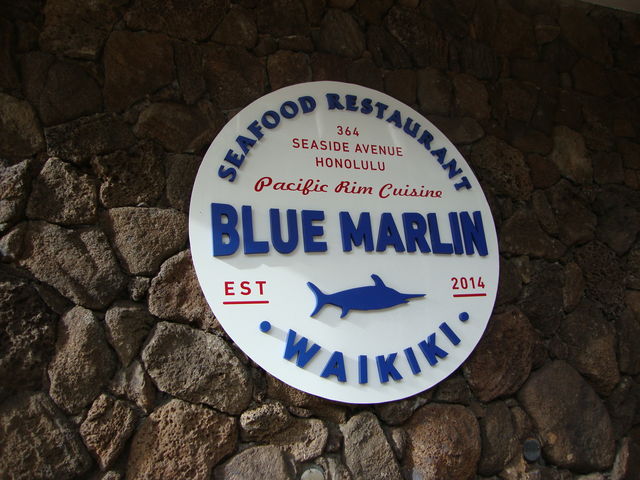 SEAFOOD RESTAURANT
364
SEASIDE AVENUE
HONOLULU
Pacific Rim Cuisine
BLUE MARLIN
EST 2014
WAIKIKI